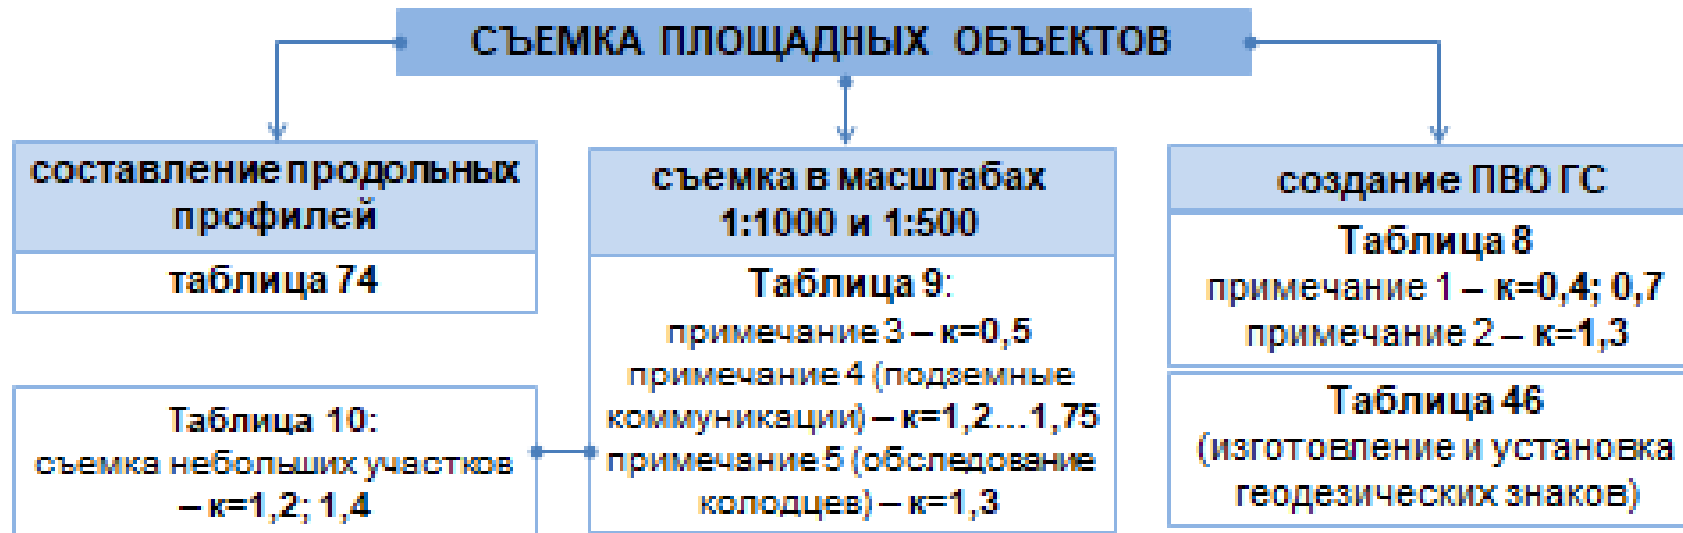 СЪЕМКА ПЛОЩАДНЫХ ОБЪЕКТОВ
составление продольных
профилей
таблица 74
Таблица 10:
съемка небольших участков
– к=1,2; 1,4
съемка в масштабах
1:1000 и 1:500
Таблица 9:
примечание 3 – к=0,5
примечание 4 (подземные
коммуникации) – к=1,2...1,75
примечание 5 (обследование
колодцев) – к=1,3
создание ПВО ГС
Таблица 8
примечание 1 – к=0,4; 0,7
примечание 2 – к=1,3
Таблица 46
(изготовление и установка
геодезических знаков)